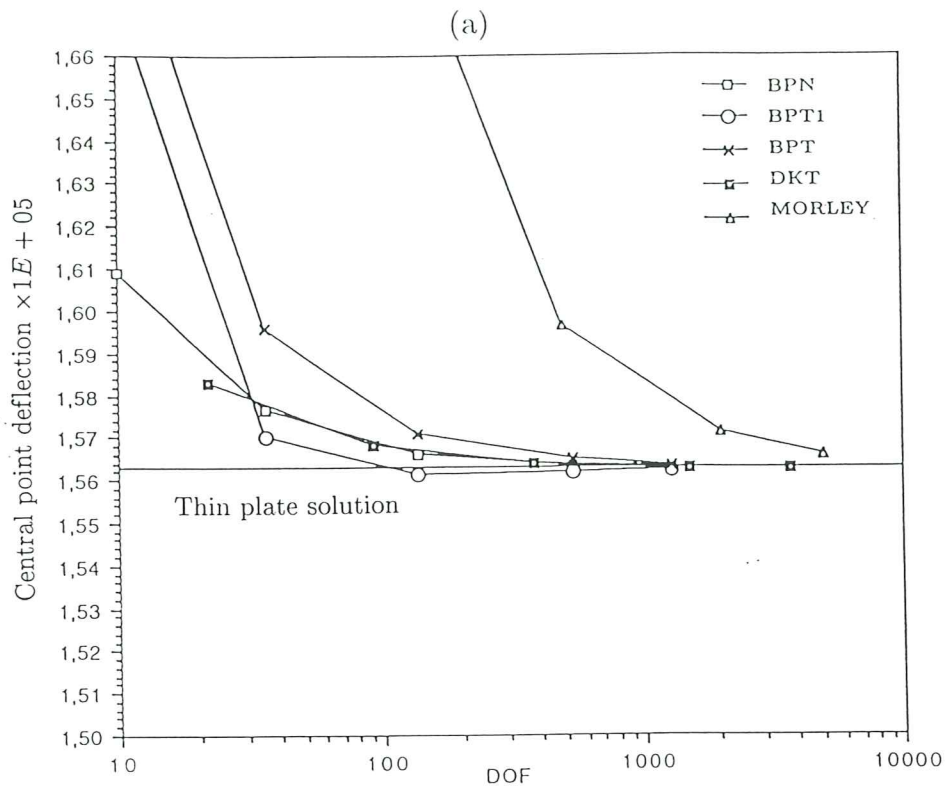 (a)
1,66
1,65
1,64
1,63
1,62
1,61
1,60
1,59
1,58
1,57
1,56
1,55
1,54
1,53
1,52
1,51
1,50
Central point deflection ×1E + 05
BPN
BPT1
BPT
DKT
MORLEY
Thin plate solution
10
100
1000
10000
DOF